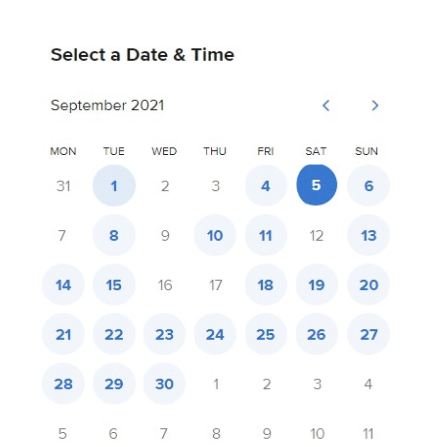 Select a Date & Time
September 2021
MON TUE WED THU FRI SAT SUN
31 1 2 3 4 5 6
7 8 9 10 11 12 13
14 15 16 17 18 19 20
21 22 23 24 25 26 27
28 29 30 1 2 3 4
5 6 7 8 9 10 11